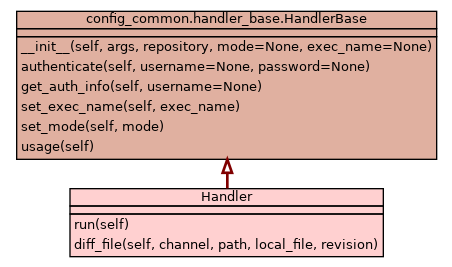 config_common.handler_base.HandlerBase
__init__(self, args, repository, mode=None, exec_name=None)
authenticate(self, username=None, password=None)
get_auth_info(self, username=None)
set_exec_name(self, exec_name)
set_mode(self, mode)
usage(self)
Handler
run(self)
diff_file(self, channel, path, local_file, revision)